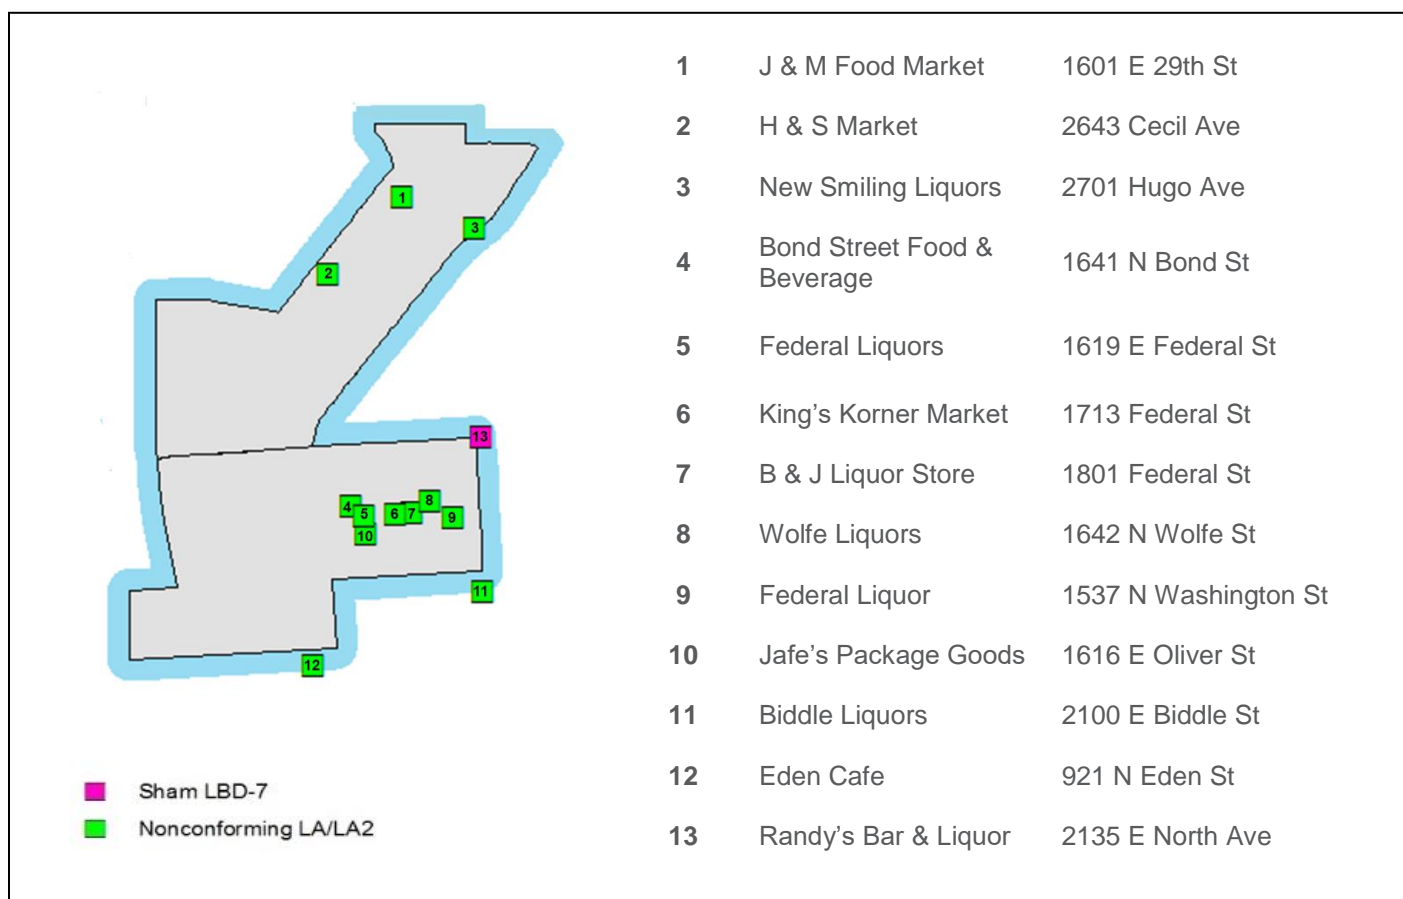 1 J & M Food Market 1601 E 29th St
2 H & S Market 2643 Cecil Ave
3 New Smiling Liquors 2701 Hugo Ave
4 Bond Street Food &
Beverage 1641 N Bond St
5 Federal Liquors 1619 E Federal St
6 King’s Korner Market 1713 Federal St
7 B & J Liquor Store 1801 Federal St
8 Wolfe Liquors 1642 N Wolfe St
9 Federal Liquor 1537 N Washington St
10 Jafe’s Package Goods 1616 E Oliver St
11 Biddle Liquors 2100 E Biddle St
12 Eden Cafe 921 N Eden St
13 Randy’s Bar & Liquor 2135 E North Ave
1
3
2
13
4
5
6
7
8
9
10
11
12
Sham LBD-7
Nonconforming LA/LA2